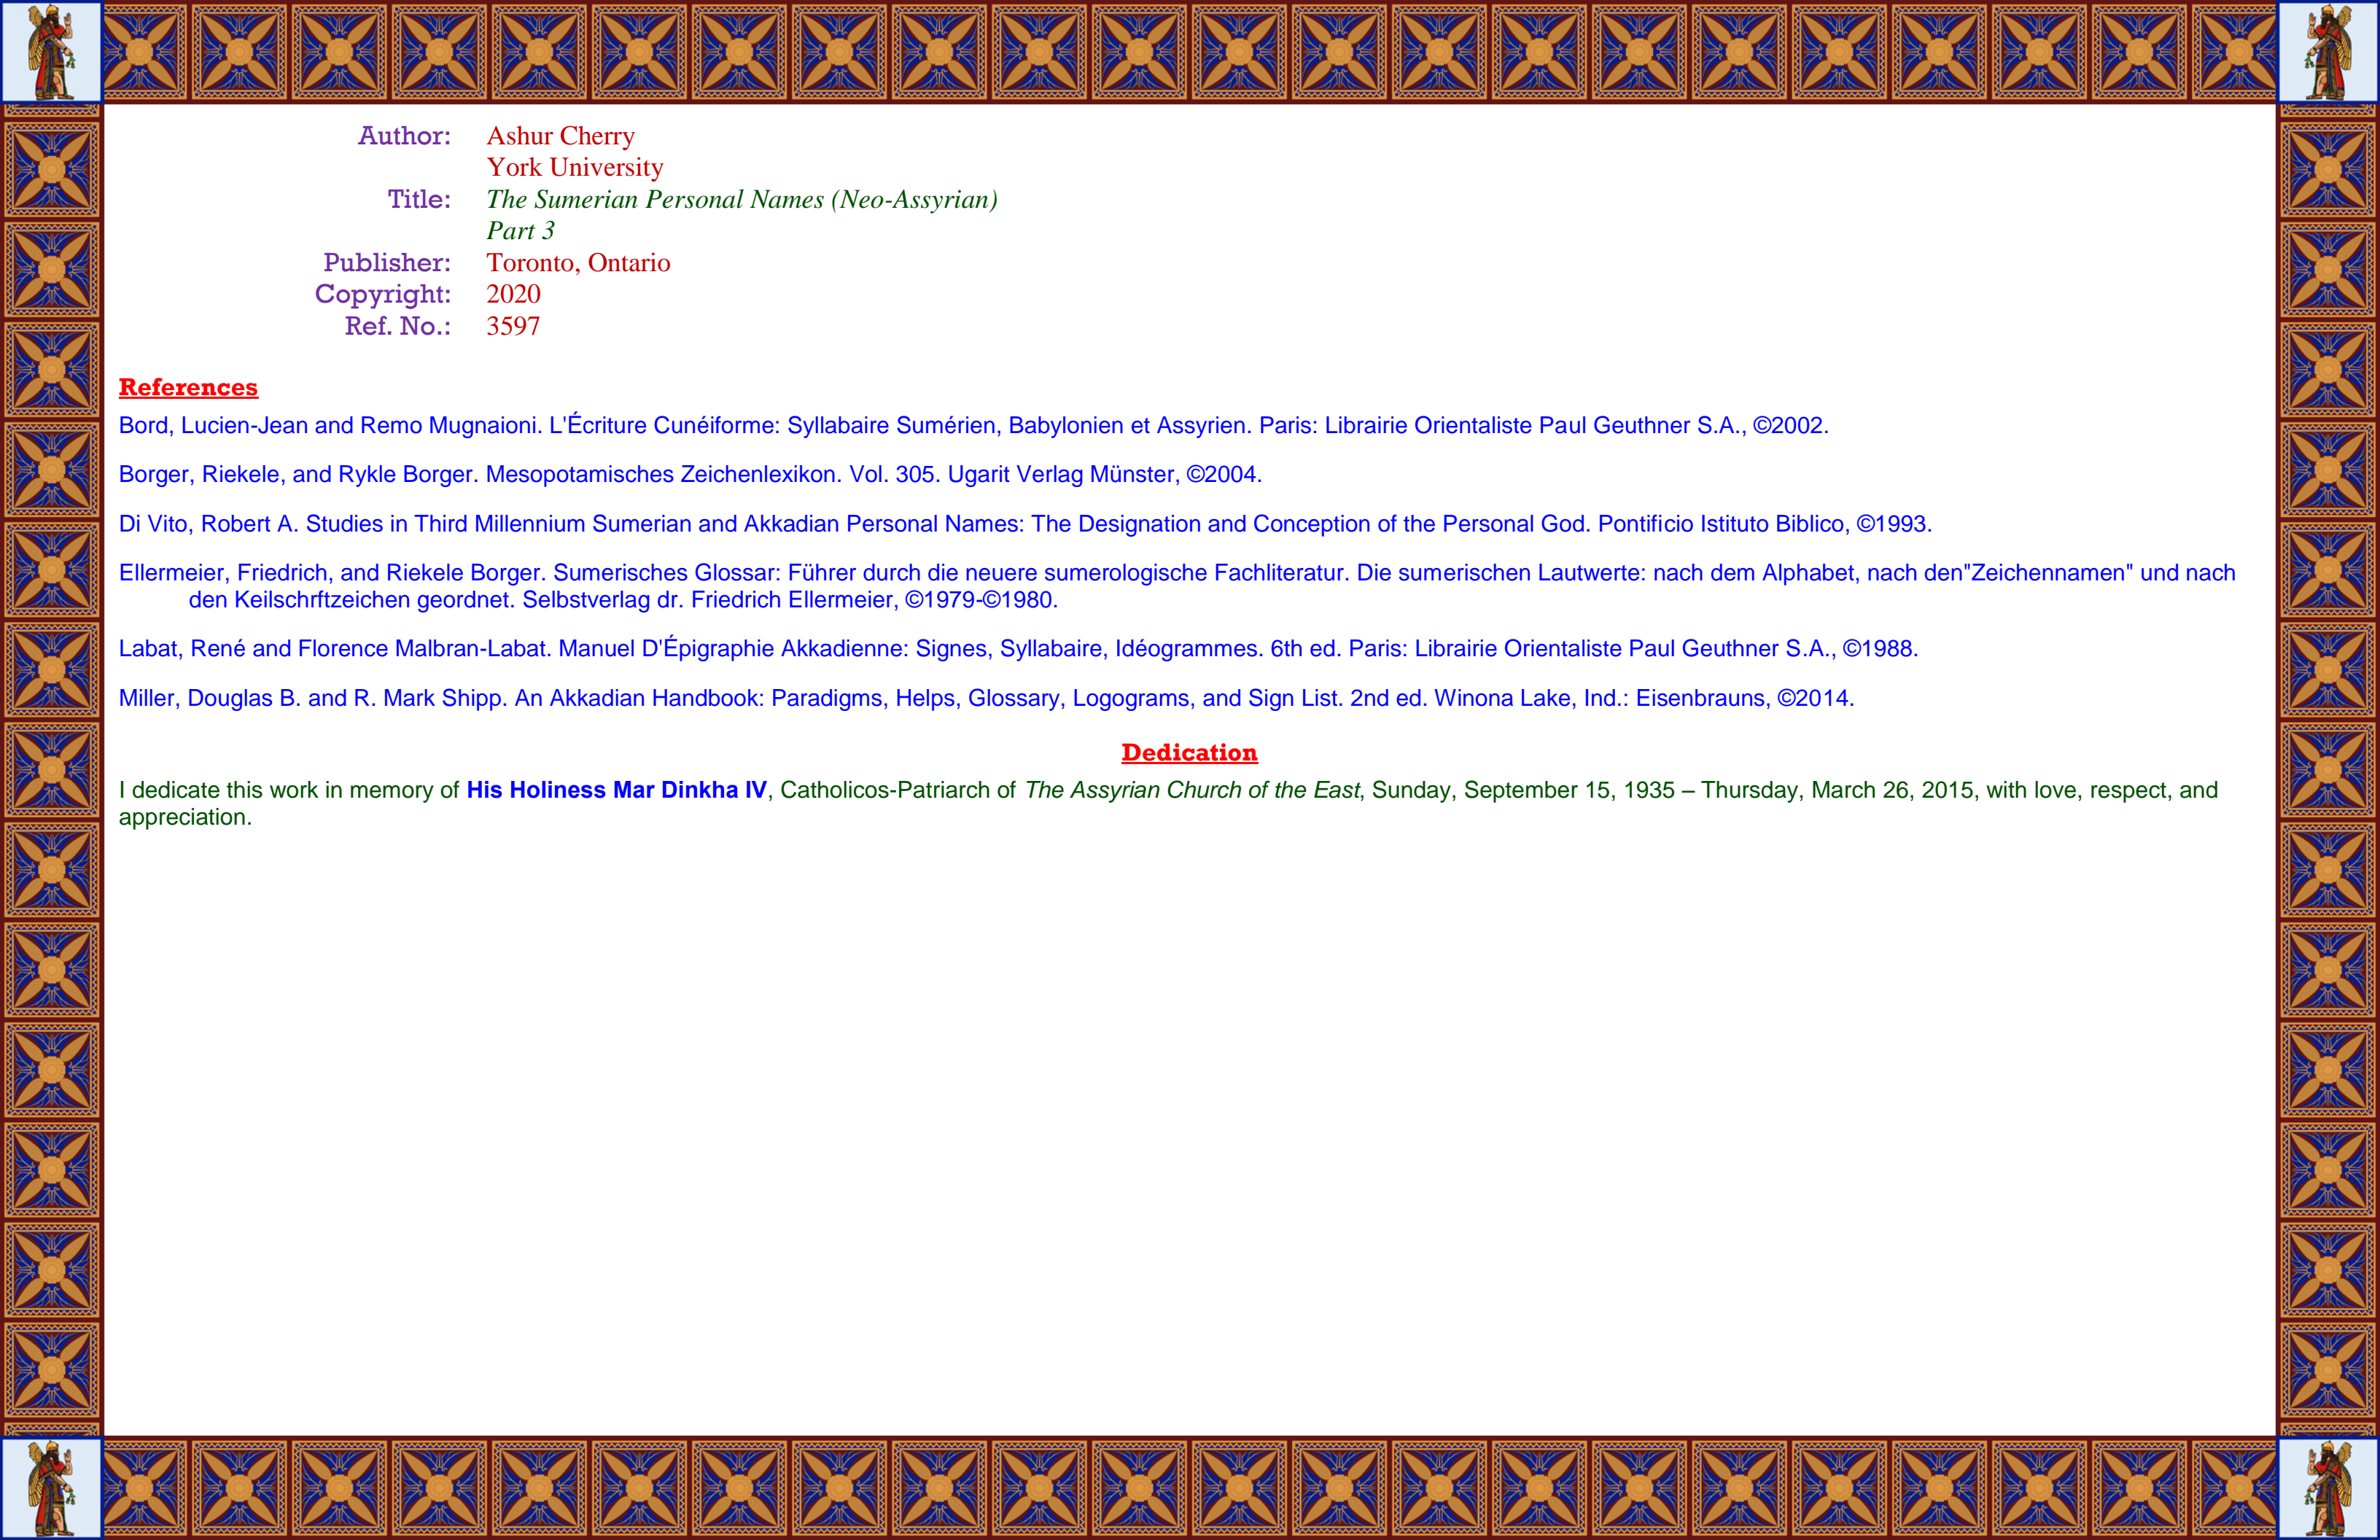 Author: Ashur Cherry
York University
Title: The Sumerian Personal Names (Neo-Assyrian)
Part 3
Publisher: Toronto, Ontario
Copyright: 2020
Ref. No.: 3597
References
Bord, Lucien-Jean and Remo Mugnaioni. L'Écriture Cunéiforme: Syllabaire Sumérien, Babylonien et Assyrien. Paris: Librairie Orientaliste Paul Geuthner S.A., ©2002.
Borger, Riekele, and Rykle Borger. Mesopotamisches Zeichenlexikon. Vol. 305. Ugarit Verlag Münster, ©2004.
Di Vito, Robert A. Studies in Third Millennium Sumerian and Akkadian Personal Names: The Designation and Conception of the Personal God. Pontificio Istituto Biblico, ©1993.
Ellermeier, Friedrich, and Riekele Borger. Sumerisches Glossar: Führer durch die neuere sumerologische Fachliteratur. Die sumerischen Lautwerte: nach dem Alphabet, nach den"Zeichennamen" und nach
den Keilschrftzeichen geordnet. Selbstverlag dr. Friedrich Ellermeier, ©1979-©1980.
Labat, René and Florence Malbran-Labat. Manuel D'Épigraphie Akkadienne: Signes, Syllabaire, Idéogrammes. 6th ed. Paris: Librairie Orientaliste Paul Geuthner S.A., ©1988.
Miller, Douglas B. and R. Mark Shipp. An Akkadian Handbook: Paradigms, Helps, Glossary, Logograms, and Sign List. 2nd ed. Winona Lake, Ind.: Eisenbrauns, ©2014.
Dedication
I dedicate this work in memory of His Holiness Mar Dinkha IV, Catholicos-Patriarch of The Assyrian Church of the East, Sunday, September 15, 1935 – Thursday, March 26, 2015, with love, respect, and
appreciation.